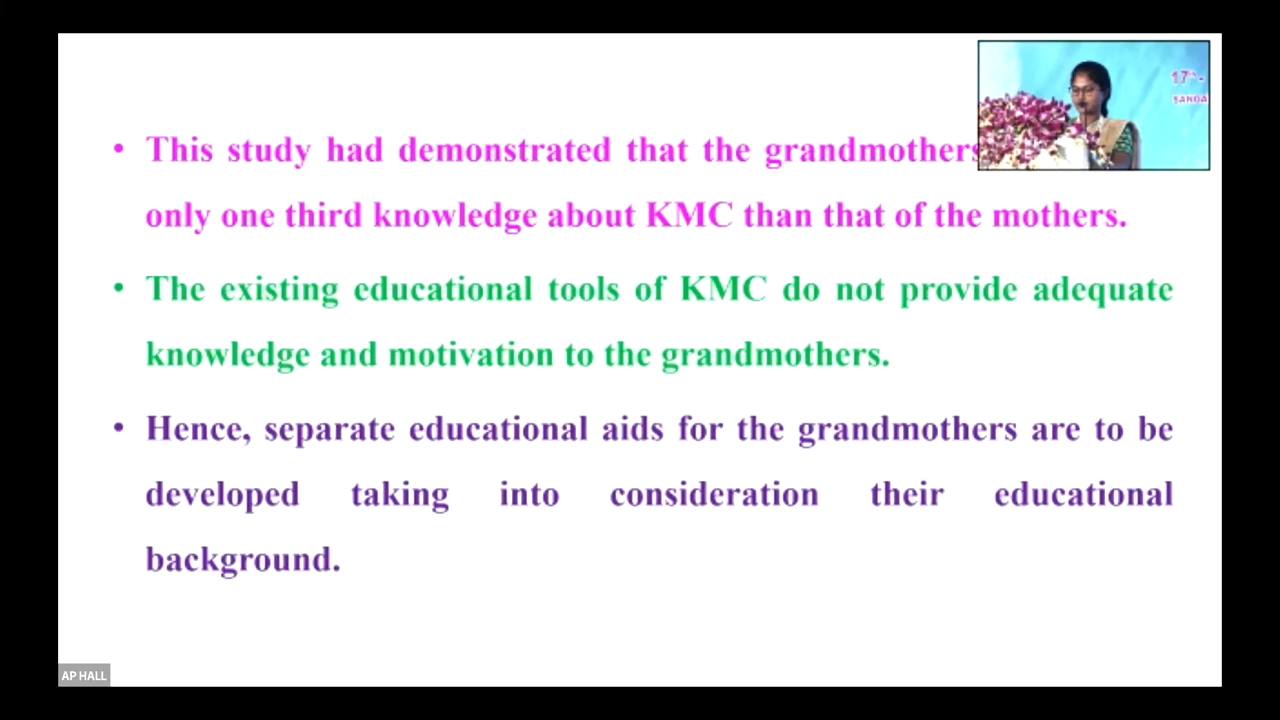 • This study had demonstrated that the grandmothers
only one third knowledge about KMC than that of the mothers.
• The existing educational tools of KMC do not provide adequate
knowledge and motivation to the grandmothers.
• Hence, separate educational aids for the grandmothers are to be
developed taking into consideration their educational
background.
17th -
AP HALL